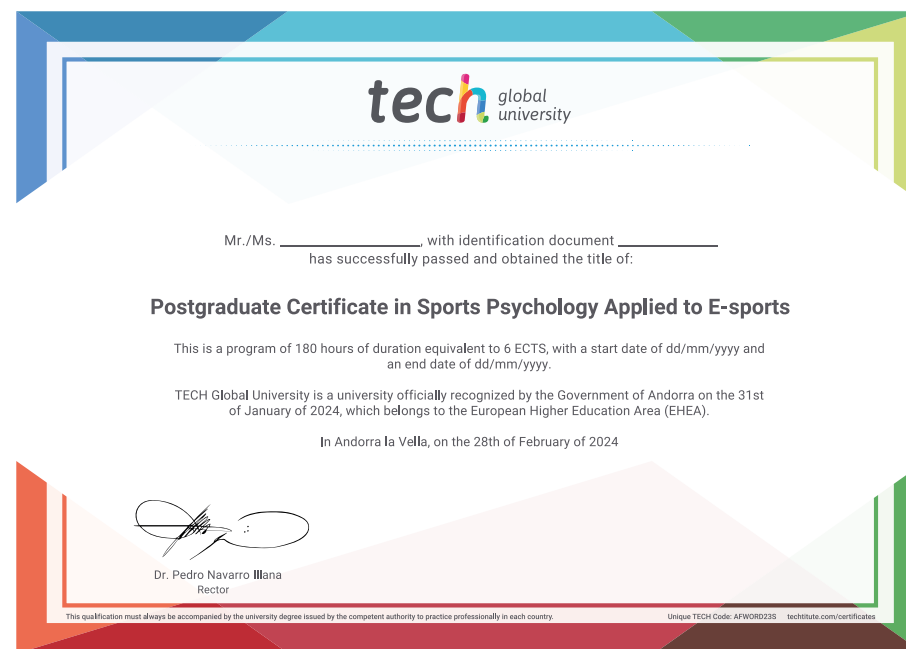 tech global university
Mr./Ms. ____________________, with identification document ______________
has successfully passed and obtained the title of:
Postgraduate Certificate in Sports Psychology Applied to E-sports
This is a program of 180 hours of duration equivalent to 6 ECTS, with a start date of dd/mm/yyyy and
an end date of dd/mm/yyyy.
TECH Global University is a university officially recognized by the Government of Andorra on the 31st
of January of 2024, which belongs to the European Higher Education Area (EHEA).
In Andorra la Vella, on the 28th of February of 2024
Dr. Pedro Navarro Illana
Rector
This qualification must always be accompanied by the university degree issued by the competent authority to practice professionally in each country.
Unique TECH Code: AFWORD23S techtitute.com/certificates